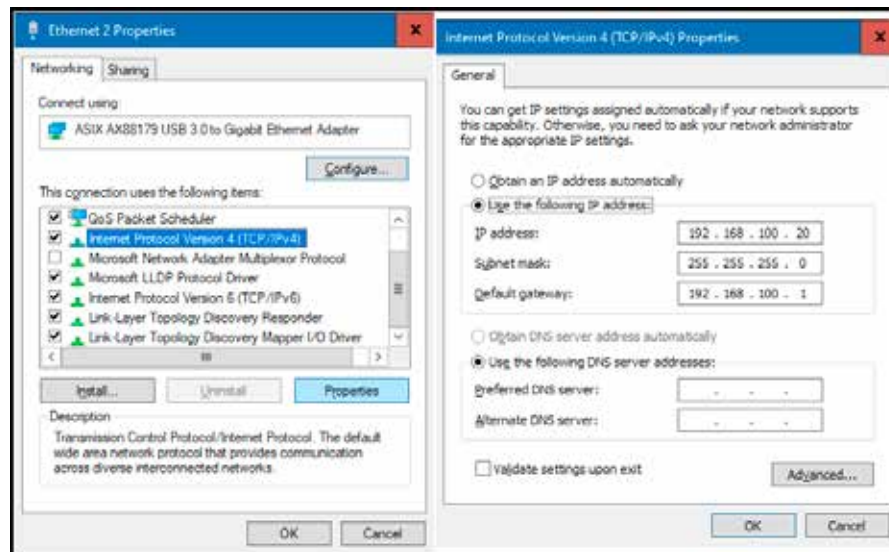 Ethernet 2 Properties
Networking Sharing
Connect using:
ASIX AX88179 USB 3.0 to Gigabit Ethernet Adapter
Configure...
This connection uses the following items:
QoS Packet Scheduler
Internet Protocol Version 4 (TCP/IPv4)
Microsoft Network Adapter Multiplexor Protocol
Microsoft LLDP Protocol Driver
Internet Protocol Version 6 (TCP/IPv6)
Link-Layer Topology Discovery Responder
Link-Layer Topology Discovery Mapper I/O Driver
Install... Uninstall Properties
Description
Transmission Control Protocol/Internet Protocol. The default
wide area network protocol that provides communication
across diverse interconnected networks.
OK Cancel
Internet Protocol Version 4 (TCP/IPv4) Properties
General
You can get IP settings assigned automatically if your network supports
this capability. Otherwise, you need to ask your network administrator
for the appropriate IP settings.
Obtain an IP address automatically
Use the following IP address:
IP address: 192 . 168 . 100 . 20
Subnet mask: 255 . 255 . 255 . 0
Default gateway: 192 . 168 . 100 . 1
Obtain DNS server address automatically
Use the following DNS server addresses:
Preferred DNS server: . . .
Alternate DNS server: . . .
Validate settings upon exit
Advanced...
OK Cancel